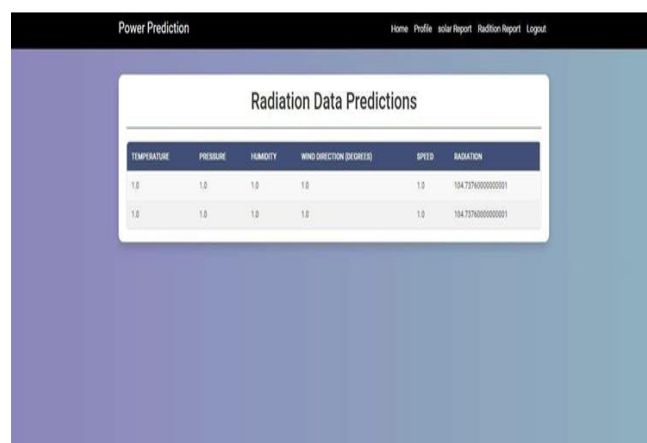 Power Prediction Home Profile solar Report Radition Report Logout
Radiation Data Predictions
TEMPERATURE PRESSURE HUMIDITY WIND DIRECTION (DEGREES) SPEED RADIATION
1.0 1.0 1.0 1.0 1.0 104.73760000000001
1.0 1.0 1.0 1.0 1.0 104.73760000000001